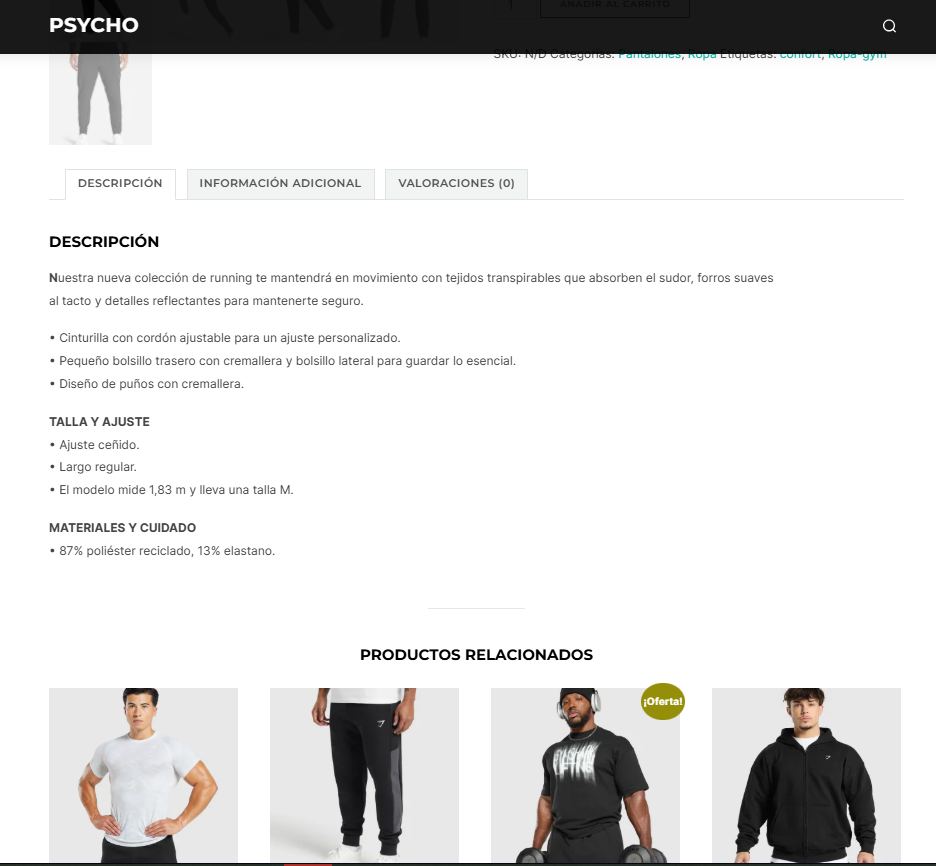 PSYCHO
AÑADIR AL CARRITO
SKU: N/D Categorías: Pantalones, Ropa Etiquetas: confort, Ropa-gym
DESCRIPCIÓN
INFORMACIÓN ADICIONAL
VALORACIONES (0)
DESCRIPCIÓN
Nuestra nueva colección de running te mantendrá en movimiento con tejidos transpirables que absorben el sudor, forros suaves
al tacto y detalles reflectantes para mantenerte seguro.
• Cinturilla con cordón ajustable para un ajuste personalizado.
• Pequeño bolsillo trasero con cremallera y bolsillo lateral para guardar lo esencial.
• Diseño de puños con cremallera.
TALLA Y AJUSTE
• Ajuste ceñido.
• Largo regular.
• El modelo mide 1,83 m y lleva una talla M.
MATERIALES Y CUIDADO
• 87% poliéster reciclado, 13% elastano.
PRODUCTOS RELACIONADOS
¡Oferta!